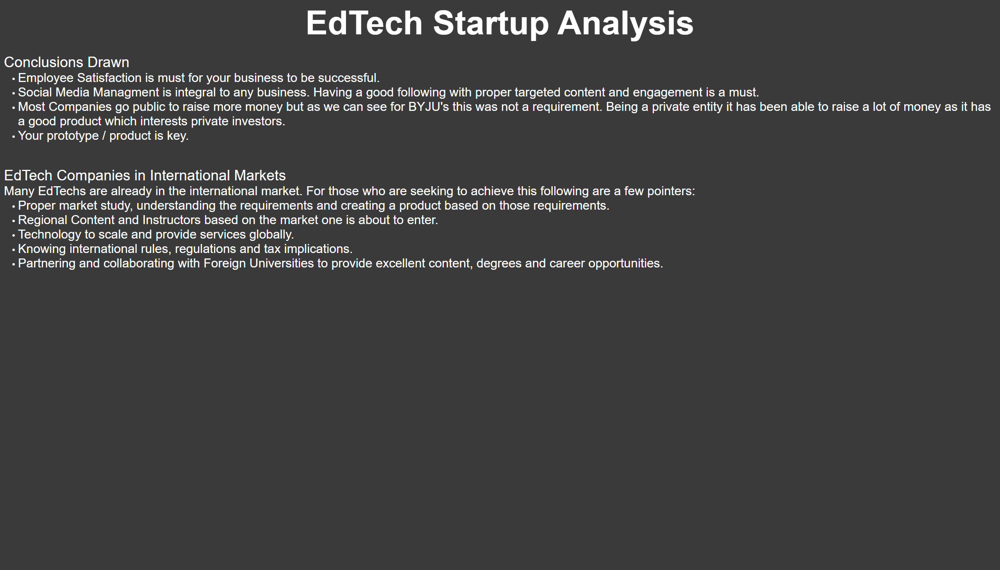 EdTech Startup Analysis
Conclusions Drawn
• Employee Satisfaction is must for your business to be successful.
• Social Media Managment is integral to any business. Having a good following with proper targeted content and engagement is a must.
• Most Companies go public to raise more money but as we can see for BYJU's this was not a requirement. Being a private entity it has been able to raise a lot of money as it has
a good product which interests private investors.
• Your prototype / product is key.
EdTech Companies in International Markets
Many EdTechs are already in the international market. For those who are seeking to achieve this following are a few pointers:
• Proper market study, understanding the requirements and creating a product based on those requirements.
• Regional Content and Instructors based on the market one is about to enter.
• Technology to scale and provide services globally.
• Knowing international rules, regulations and tax implications.
• Partnering and collaborating with Foreign Universities to provide excellent content, degrees and career opportunities.